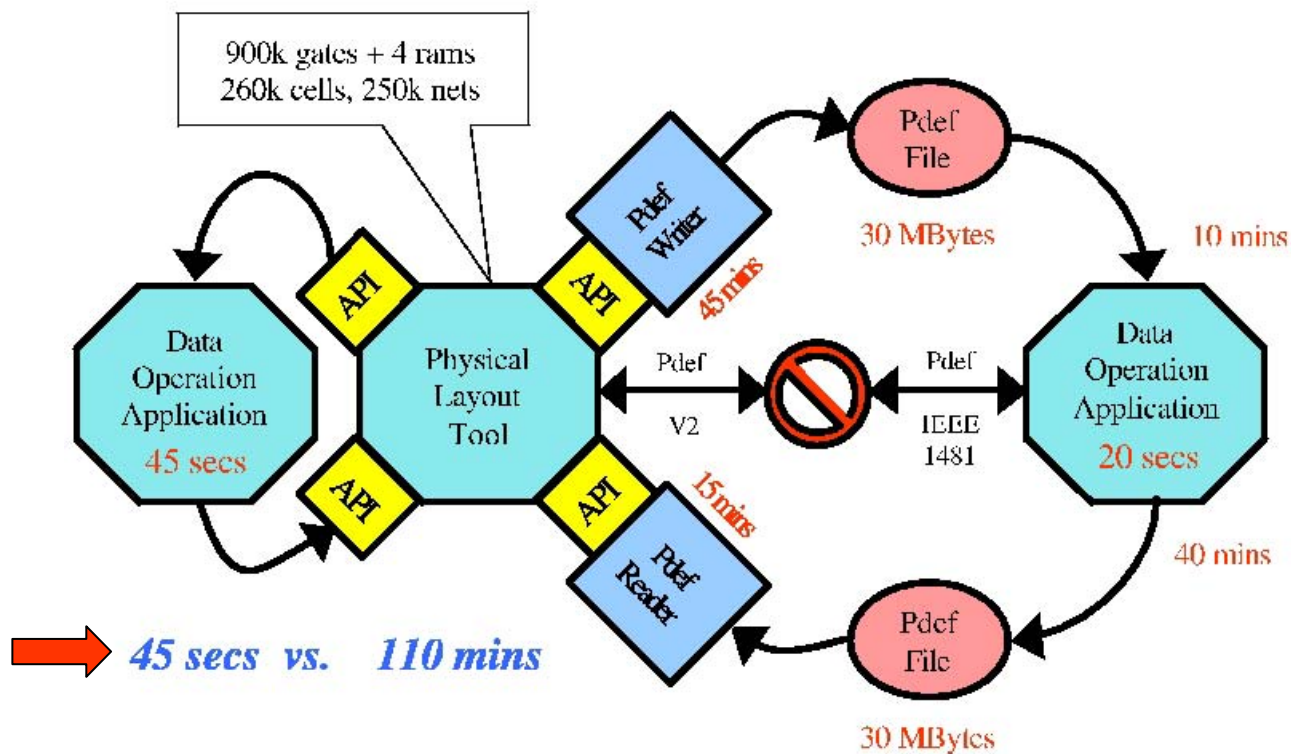 900k gates + 4 rams
260k cells, 250k nets
Pdef
Writer
45 mins
Pdef
File
30 MBytes
10 mins
API
API
Data
Operation
Application
45 secs
Physical
Layout
Tool
Pdef
V2
Pdef
IEEE
1481
Data
Operation
Application
20 secs
API
API
15 mins
Pdef
Reader
40 mins
Pdef
File
30 MBytes
45 secs vs. 110 mins